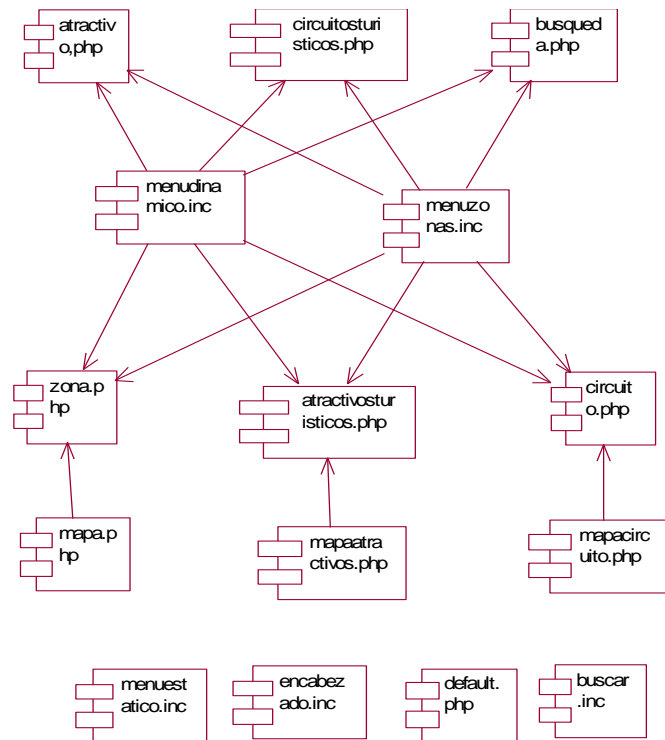 atractiv
o,php
circuitosturi
sticos.php
busqued
a.php
menudina
mico.inc
menuzo
nas.inc
zona.p
hp
atractivostur
isticos.php
circuit
o.php
mapa.p
hp
mapaatra
ctivos.php
mapacirc
uito.php
menuest
atico.inc
encabez
ado.inc
default.
php
buscar
.inc